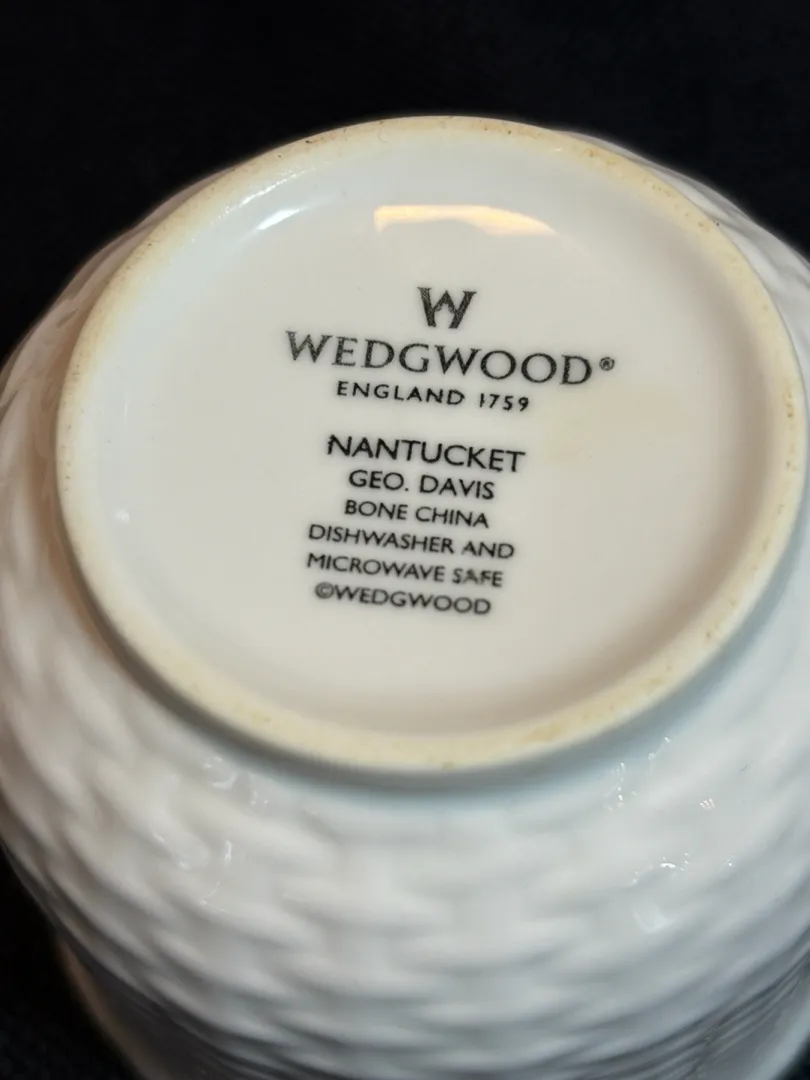 W
WEDGWOOD®
ENGLAND 1759
NANTUCKET
GEO. DAVIS
BONE CHINA
DISHWASHER AND
MICROWAVE SAFE
©WEDGWOOD